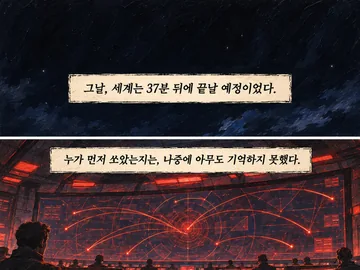 그날, 세계는 37분 뒤에 끝날 예정이었다.
누가 먼저 쏘았는지는, 나중에 아무도 기억하지 못했다.